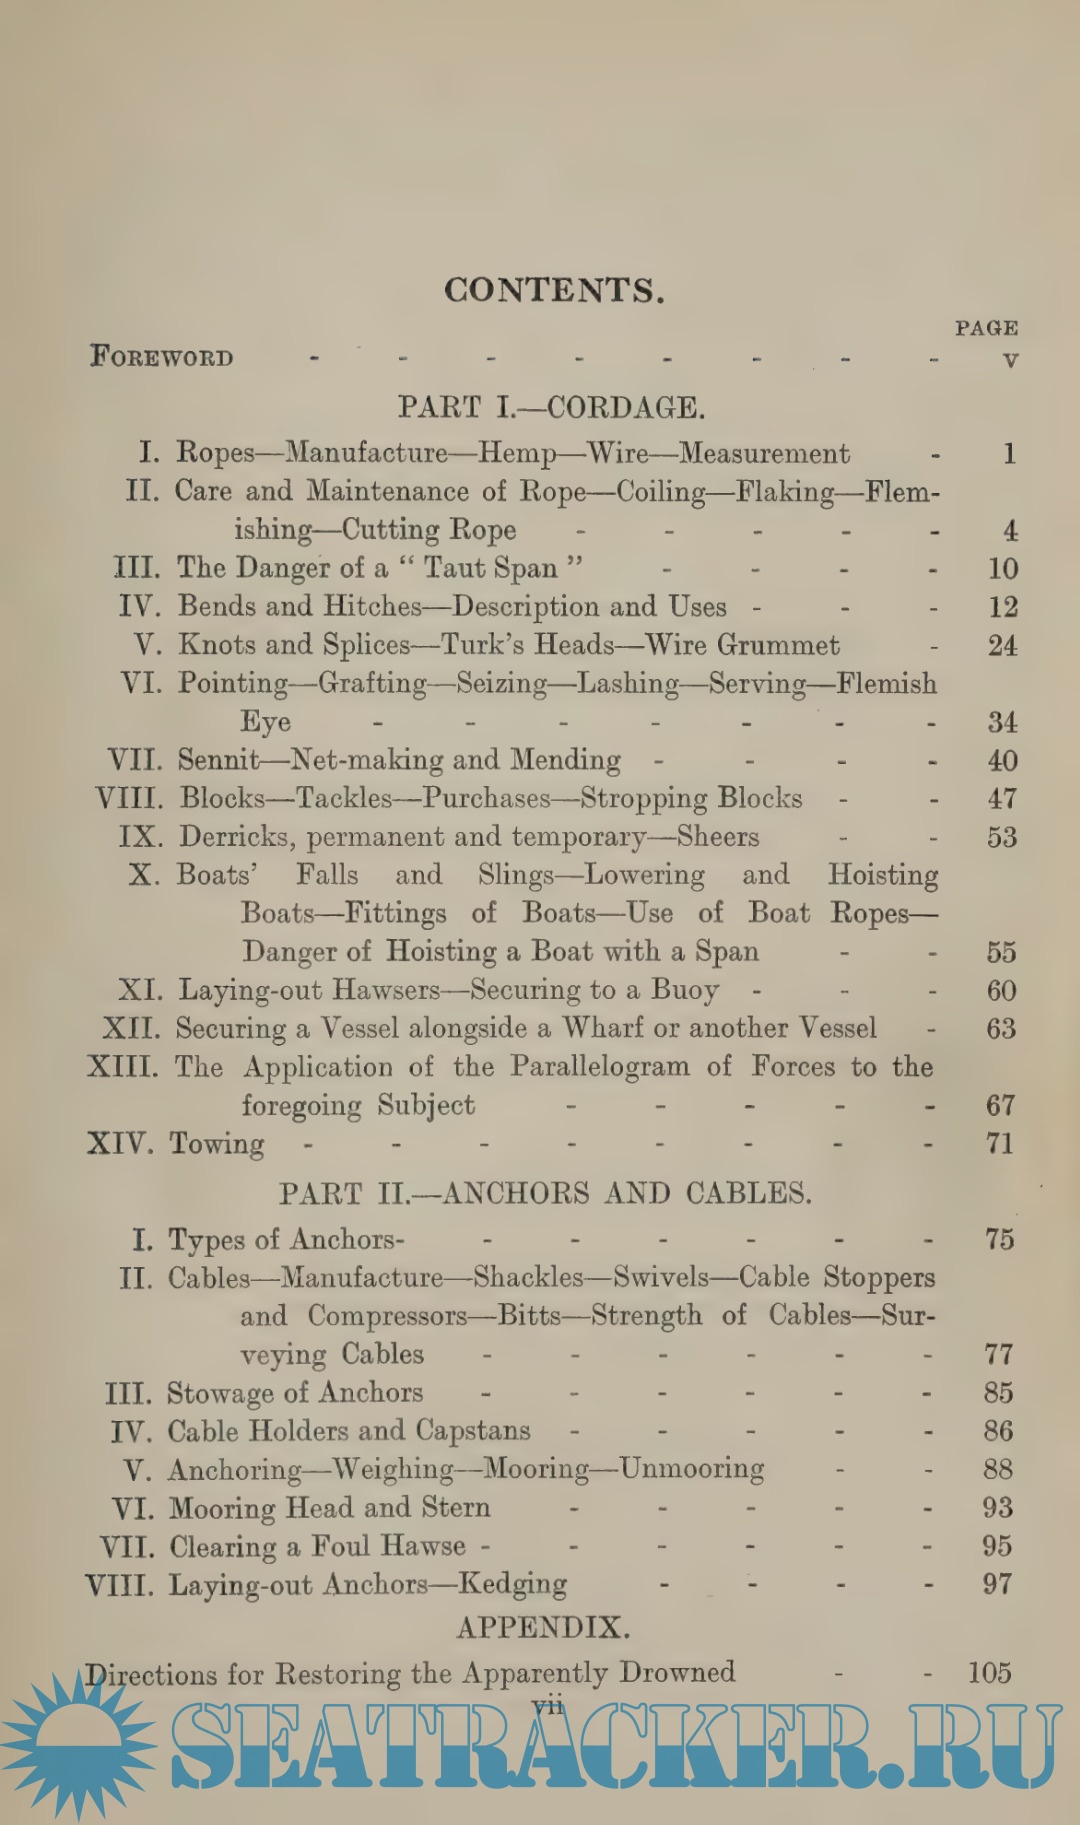 CONTENTS.
PAGE
FOREWORD - - - - - - - - v
PART I.—CORDAGE.
I. Ropes—Manufacture—Hemp—Wire—Measurement - 1
II. Care and Maintenance of Rope—Coiling—Flaking—Flem-
ishing—Cutting Rope - - - - - 4
III. The Danger of a “ Taut Span ” - - - - 10
IV. Bends and Hitches—Description and Uses - - - 12
V. Knots and Splices—Turk’s Heads—Wire Grummet - 24
VI. Pointing—Grafting—Seizing—Lashing—Serving—Flemish
Eye - - - - - - - 34
VII. Sennit—Net-making and Mending - - - - 40
VIII. Blocks—Tackles—Purchases—Stropping Blocks - - 47
IX. Derricks, permanent and temporary—Sheers - - 53
X. Boats’ Falls and Slings—Lowering and Hoisting
Boats—Fittings of Boats—Use of Boat Ropes—
Danger of Hoisting a Boat with a Span - - 55
XI. Laying-out Hawsers—Securing to a Buoy - - - 60
XII. Securing a Vessel alongside a Wharf or another Vessel - 63
XIII. The Application of the Parallelogram of Forces to the
foregoing Subject - - - - - 67
XIV. Towing - - - - - - - - 71
PART II.—ANCHORS AND CABLES.
I. Types of Anchors- - - - - - - 75
II. Cables—Manufacture—Shackles—Swivels—Cable Stoppers
and Compressors—Bitts—Strength of Cables—Sur-
veying Cables - - - - - - 77
III. Stowage of Anchors - - - - - - 85
IV. Cable Holders and Capstans - - - - - 86
V. Anchoring—Weighing—Mooring—Unmooring - - 88
VI. Mooring Head and Stern - - - - - 93
VII. Clearing a Foul Hawse - - - - - - 95
VIII. Laying-out Anchors—Kedging - - - - 97
APPENDIX.
Directions for Restoring the Apparently Drowned - - 105
vii
SEATRACKER.RU